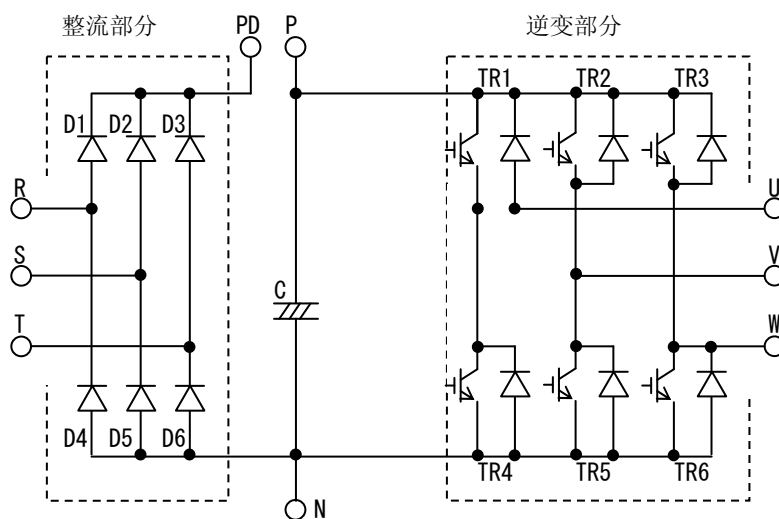 整流部分 PD P 逆变部分
TR1 TR2 TR3
D1 D2 D3
R U
S V
C
T W
D4 D5 D6
TR4 TR5 TR6
N